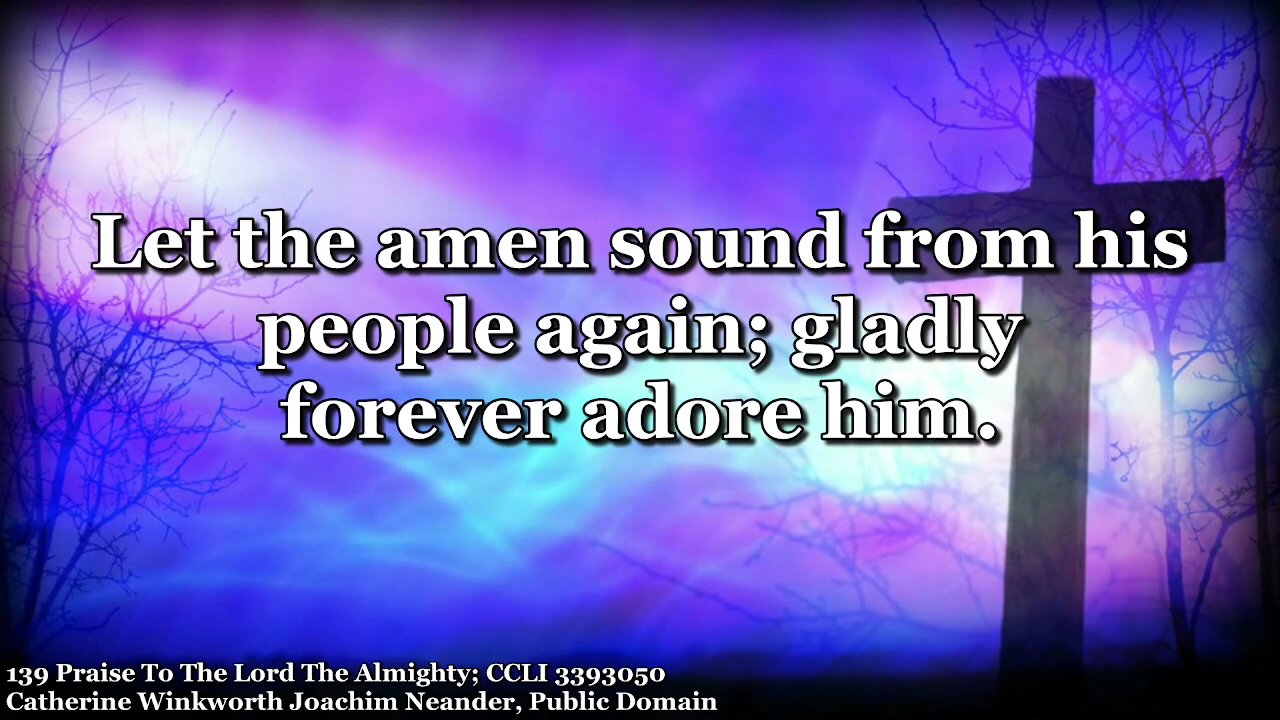 Let the amen sound from his
people again; gladly
forever adore him.
139 Praise To The Lord The Almighty; CCLI 3393050
Catherine Winkworth Joachim Neander, Public Domain